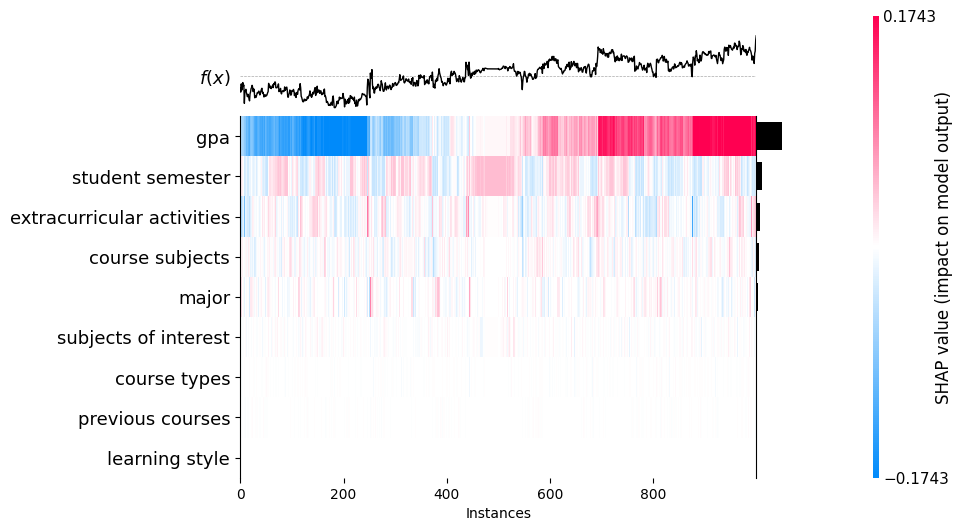 0.1743
f(x)
gpa
student semester
extracurricular activities
course subjects
major
subjects of interest
course types
previous courses
learning style
0 200 400 600 800
Instances
SHAP value (impact on model output)
−0.1743